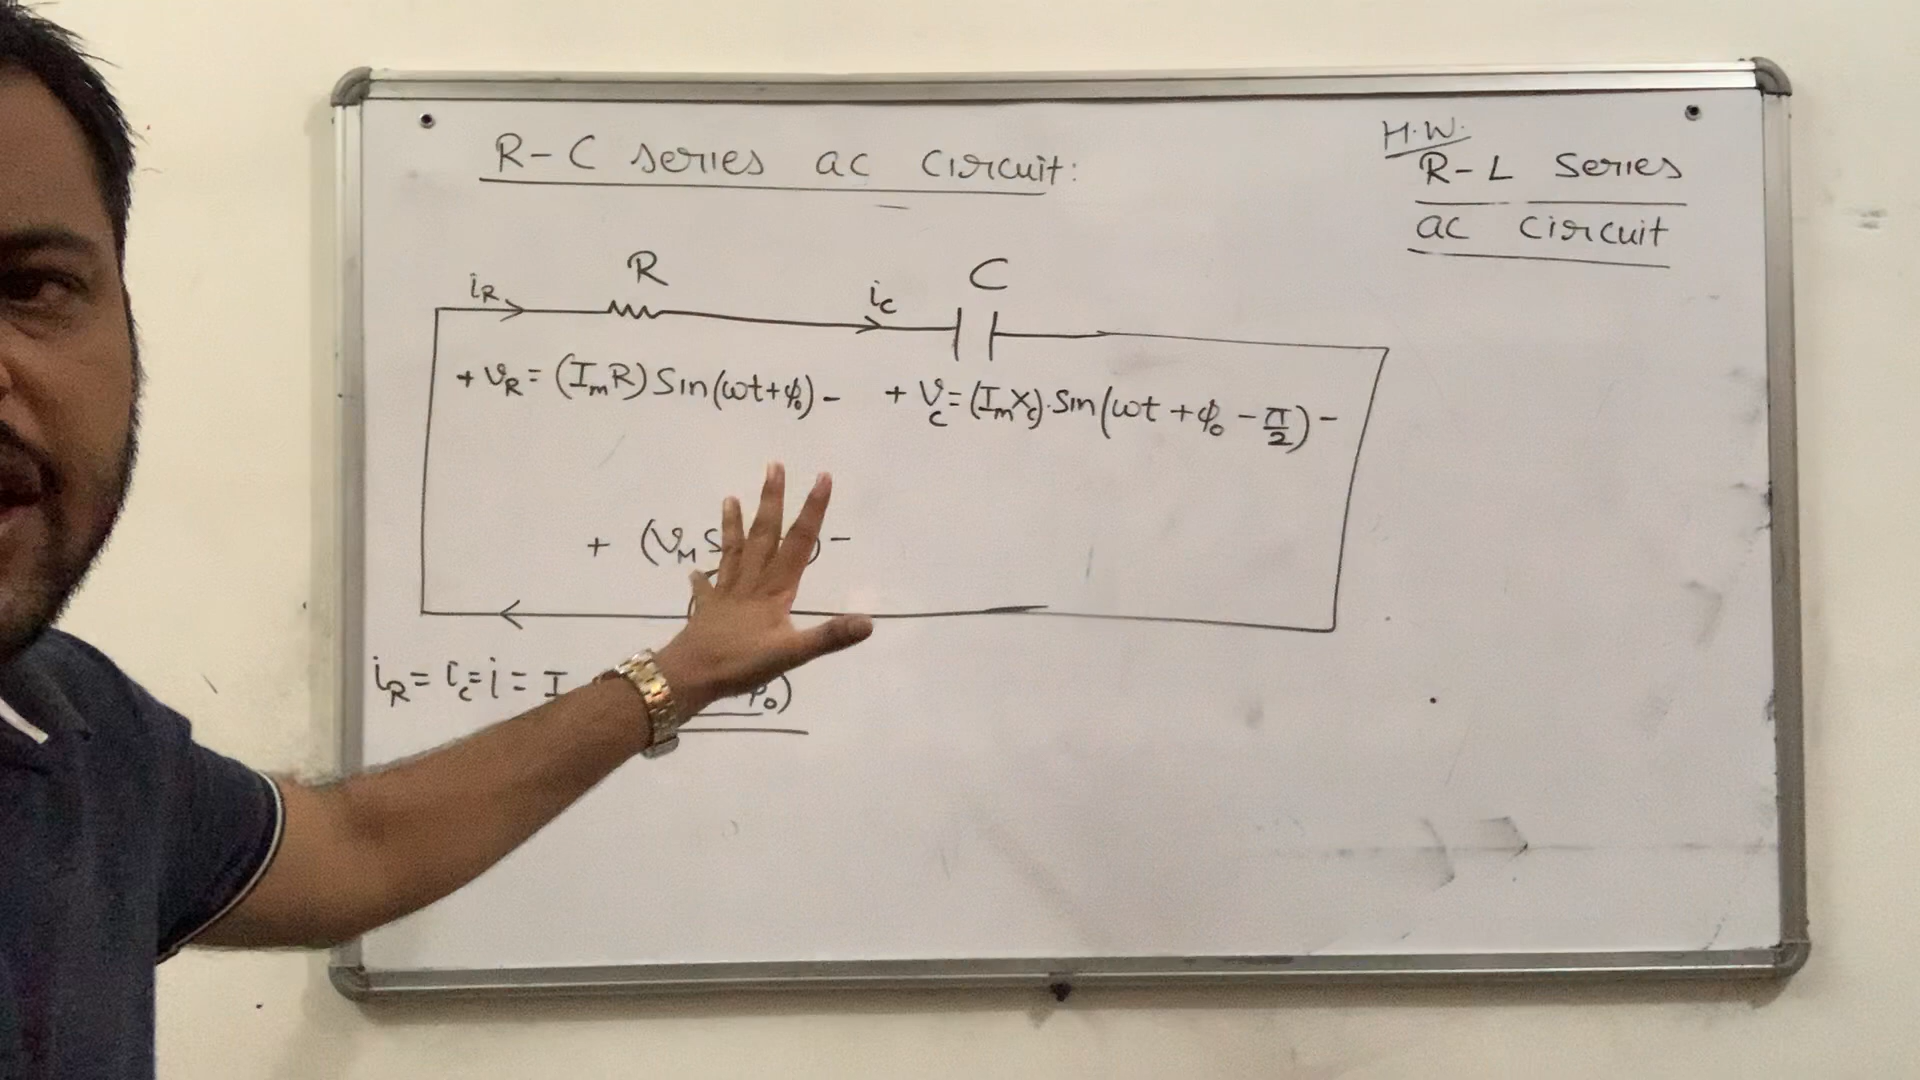 R-C series ac circuit:
H.W.
R-L series
ac circuit
R
C
iR
ic
+ VR = (ImR) Sin(ωt+ϕ₀) -
+ Vc = (ImXc).Sin(ωt + ϕ₀ - π/2) -
+ (VM S ) -
iR = ic = i = I ϕ₀)